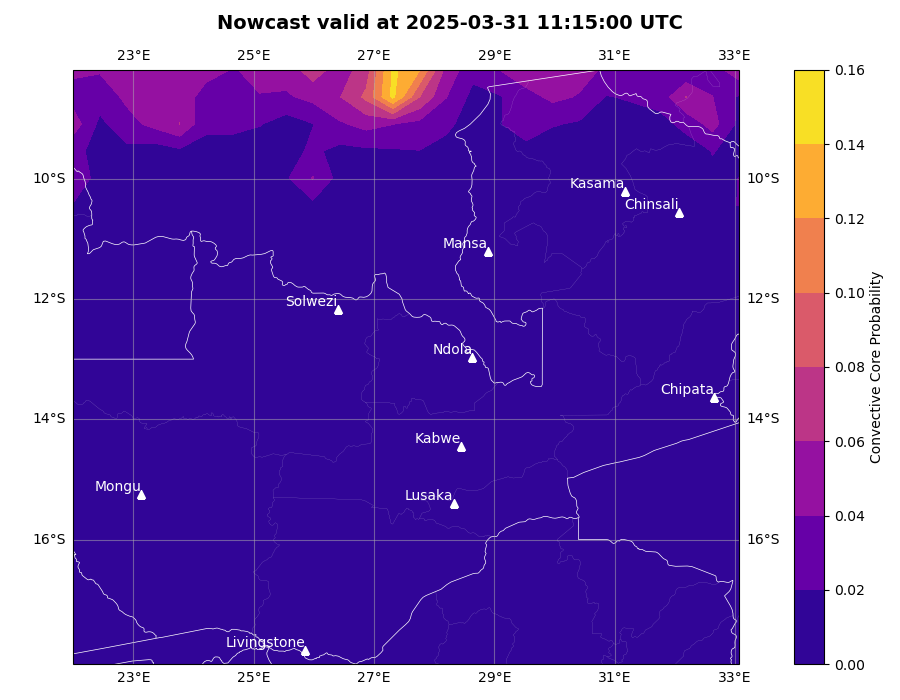 Nowcast valid at 2025-03-31 11:15:00 UTC
23°E 25°E 27°E 29°E 31°E 33°E
0.16
0.14
10°S Kasama 10°S
Chinsali
0.12
Mansa
12°S Solwezi 12°S
0.10
Ndola
0.08
Chipata
14°S 14°S
Kabwe
0.06
Mongu
Lusaka
0.04
16°S 16°S
0.02
Livingstone
0.00
23°E 25°E 27°E 29°E 31°E 33°E
Convective Core Probability